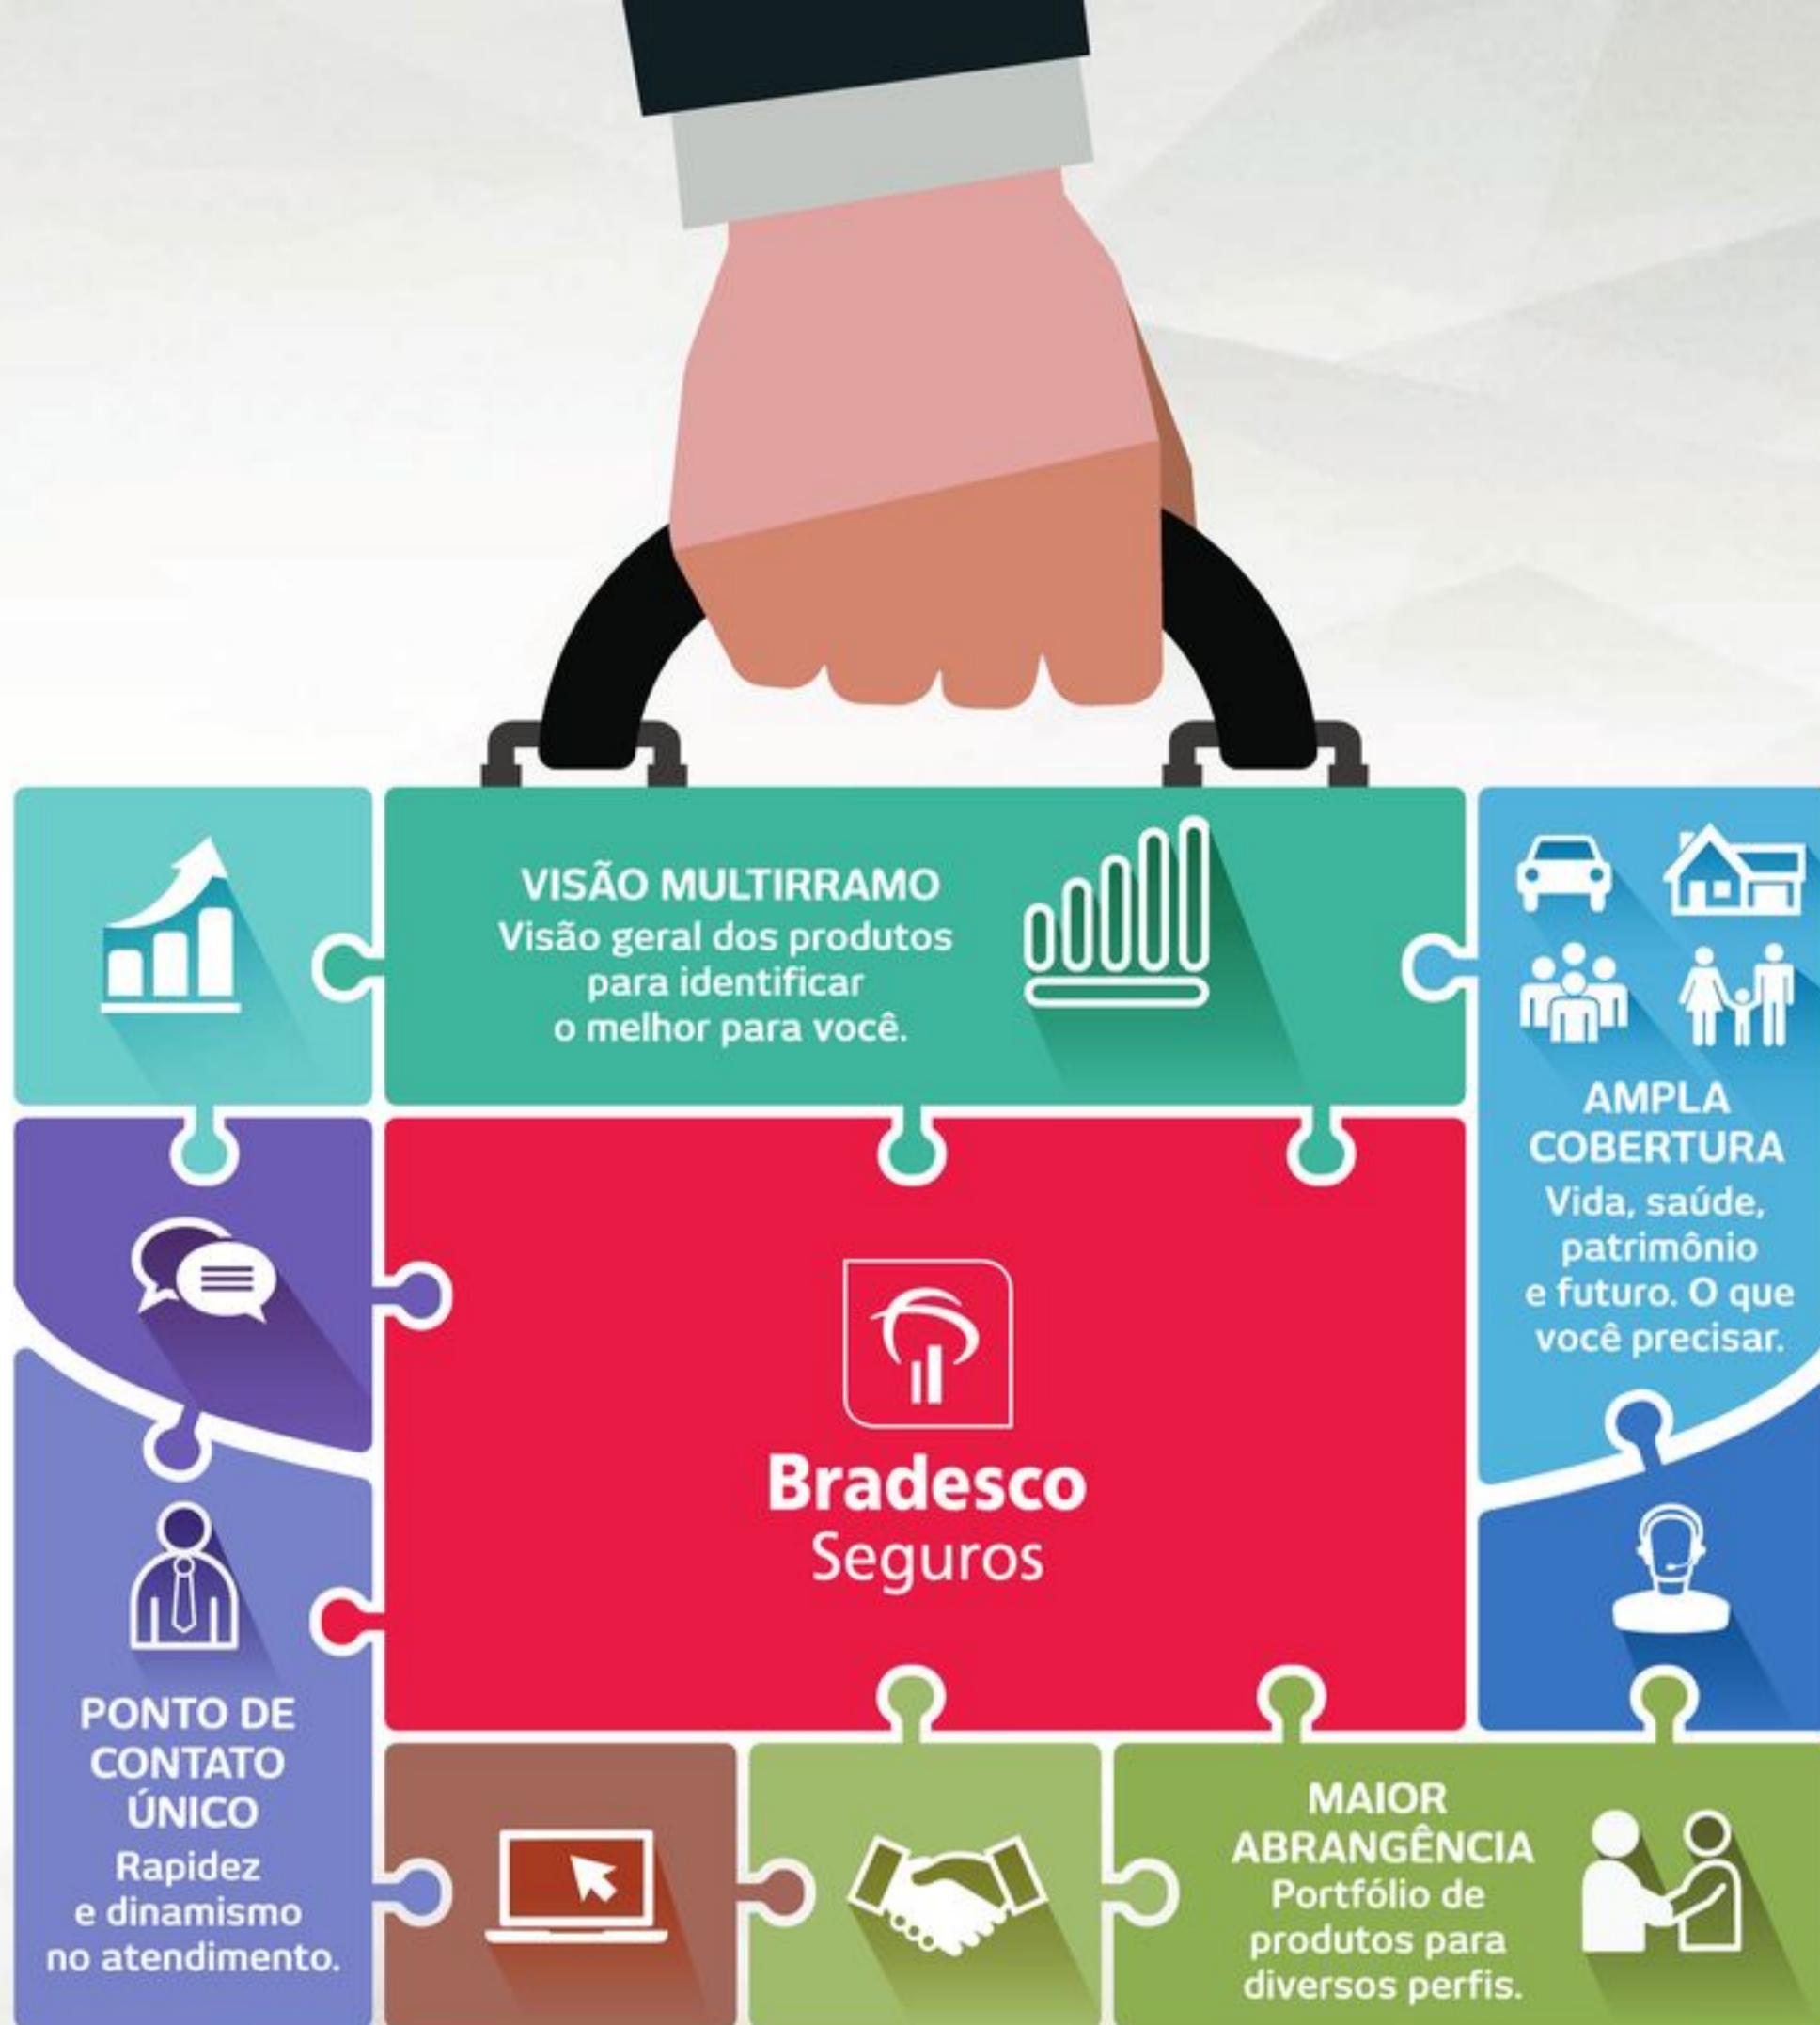 VISÃO MULTIRRAMO
Visão geral dos produtos
para identificar
o melhor para você.
AMPLA
COBERTURA
Vida, saúde,
patrimônio
e futuro. O que
você precisar.
Bradesco
Seguros
PONTO DE
CONTATO
ÚNICO
Rapidez
e dinamismo
no atendimento.
MAIOR
ABRANGÊNCIA
Portfólio de
produtos para
diversos perfis.